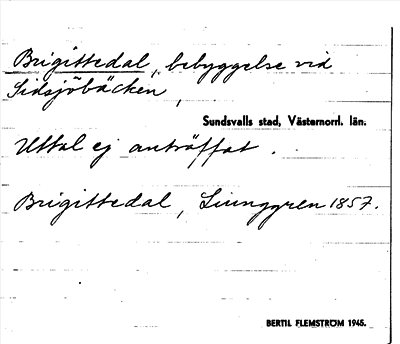 Brigittedal, bebyggelse vid
Sidsjöbäcken,
Sundsvalls stad, Västernorrl. län.
Uttal ej anträffat.
Brigittedal, Ljunggren 1857.
BERTIL FLEMSTRÖM 1945.